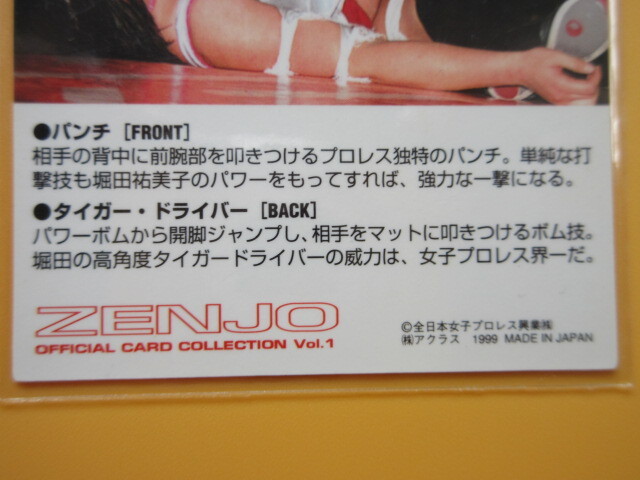 ●パンチ [FRONT]
相手の背中に前腕部を叩きつけるプロレス独特のパンチ。単純な打
撃技も堀田祐美子のパワーをもってすれば、強力な一撃になる。
●タイガー・ドライバー [BACK]
パワーボムから開脚ジャンプし、相手をマットに叩きつけるボム技。
堀田の高角度タイガードライバーの威力は、女子プロレス界一だ。
ZENJO
OFFICIAL CARD COLLECTION Vol.1
©全日本女子プロレス興業㈱
㈱アクラス 1999 MADE IN JAPAN